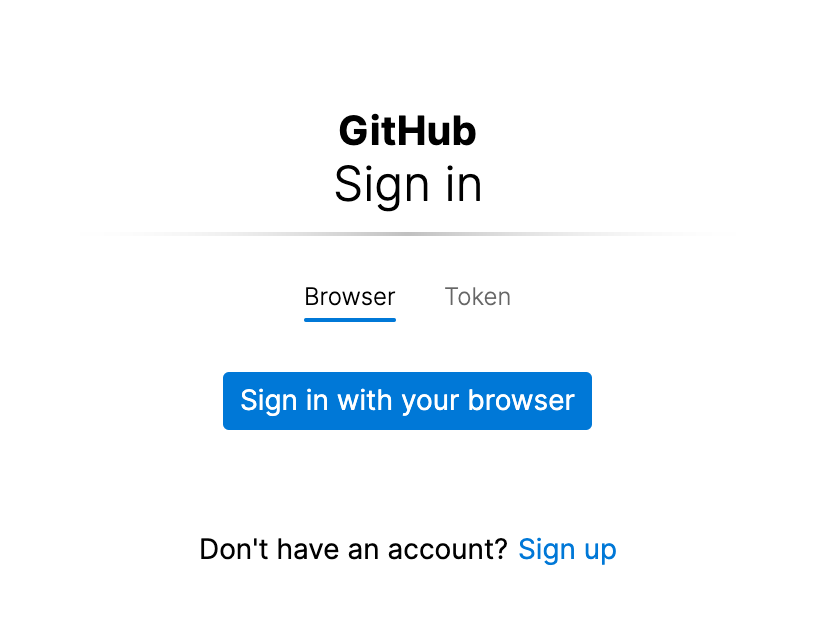 GitHub
Sign in
Browser Token
Sign in with your browser
Don't have an account? Sign up